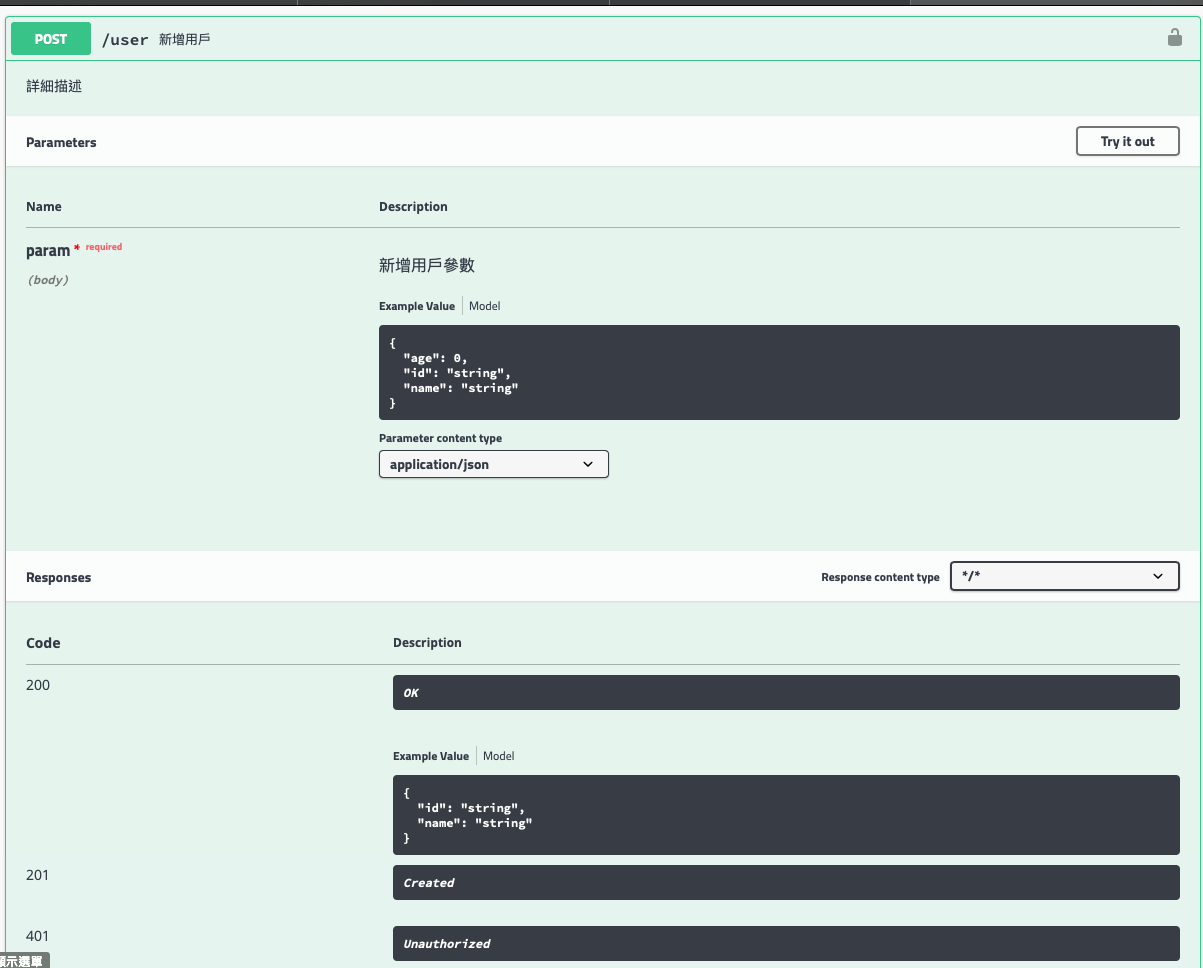 POST /user 新增用戶
詳細描述
Parameters Try it out
Name Description
param * required
(body)
新增用戶參數
Example Value Model
{
"age": 0,
"id": "string",
"name": "string"
}
Parameter content type
application/json
Responses Response content type */*
Code Description
200 OK
Example Value Model
{
"id": "string",
"name": "string"
}
201 Created
401 Unauthorized
顯示選單